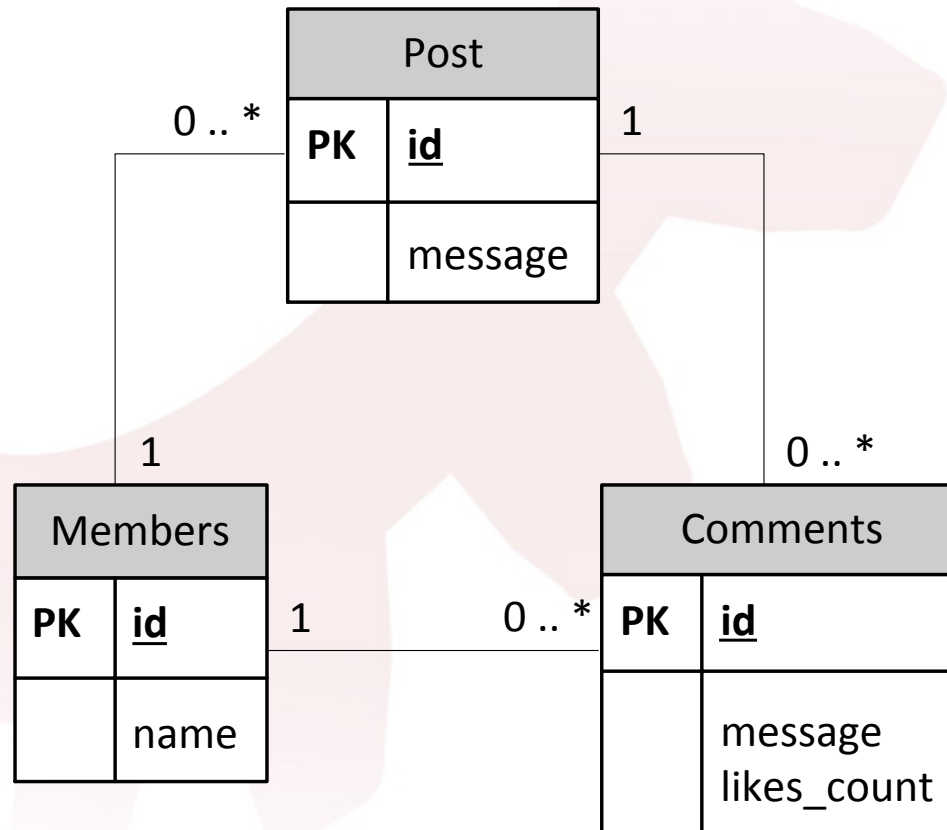 Post
0 .. *
1
PK id
message
1
0 .. *
Members
Comments
PK id
1
0 .. *
PK id
name
message
likes_count